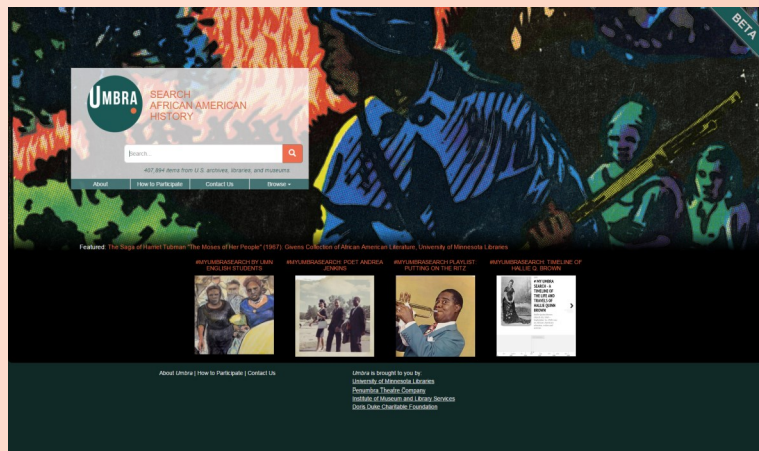 BETA
UMBRA
SEARCH
AFRICAN AMERICAN
HISTORY
Search...
407,894 items from U.S. archives, libraries, and museums
About
How to Participate
Contact Us
Browse
Featured: The Saga of Harriet Tubman "The Moses of Her People" (1967). Givens Collection of African American Literature, University of Minnesota Libraries
#MYUMBRASEARCH BY UMN
ENGLISH STUDENTS
#MYUMBRASEARCH: POET ANDREA
JENKINS
#MYUMBRASEARCH PLAYLIST:
PUTTING ON THE RITZ
#MYUMBRASEARCH: TIMELINE OF
HALLIE Q. BROWN
# MY UMBRA
SEARCH - A
TIMELINE OF
THE LIFE AND
TRAVELS OF
HALLIE QUINN
BROWN
About Umbra | How to Participate | Contact Us
Umbra is brought to you by:
University of Minnesota Libraries
Penumbra Theatre Company
Institute of Museum and Library Services
Doris Duke Charitable Foundation